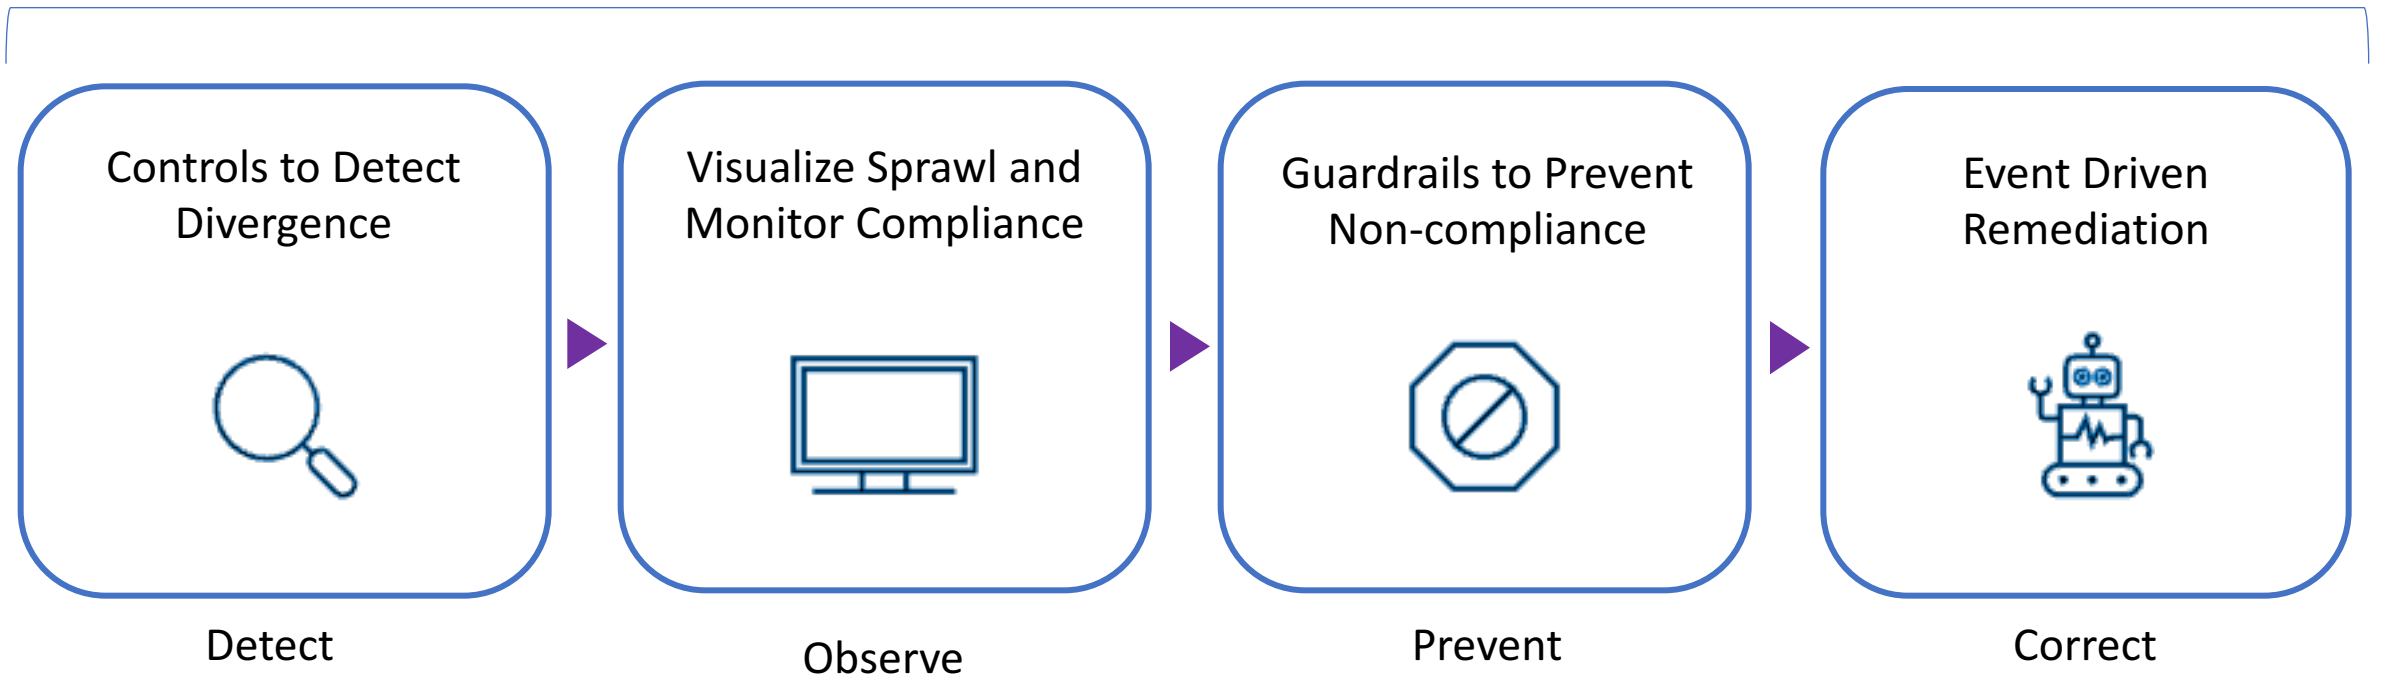 Controls to Detect
Divergence
Visualize Sprawl and
Monitor Compliance
Guardrails to Prevent
Non-compliance
Event Driven
Remediation
Detect
Observe
Prevent
Correct